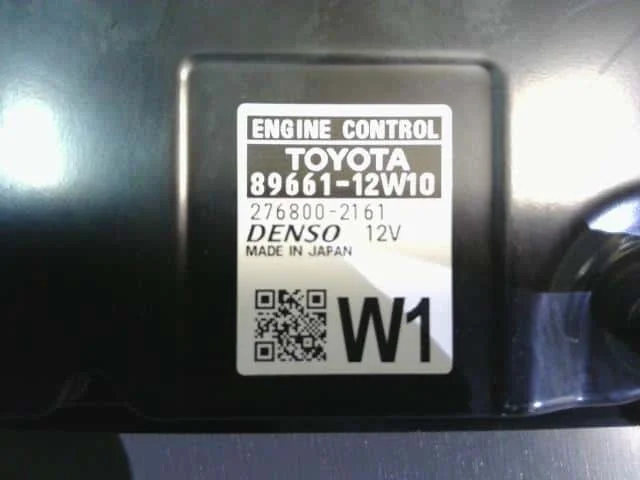 ENGINE CONTROL
TOYOTA
89661-12W10
276800-2161
DENSO 12V
MADE IN JAPAN
W1